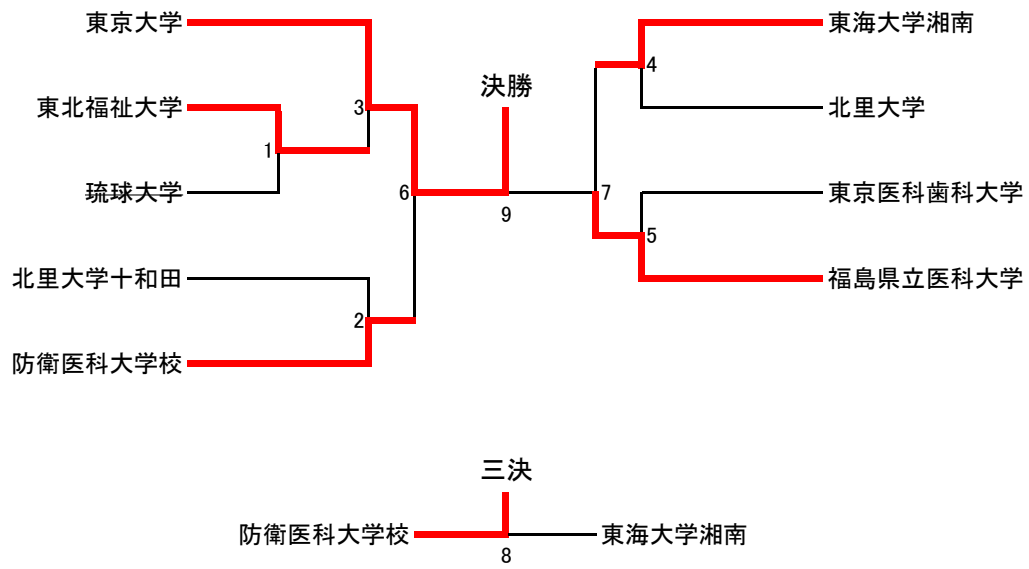 東京大学
東北福祉大学
琉球大学
北里大学十和田
防衛医科大学校
1
2
3
6
決勝
9
7
4
5
東海大学湘南
北里大学
東京医科歯科大学
福島県立医科大学
三決
防衛医科大学校
東海大学湘南
8